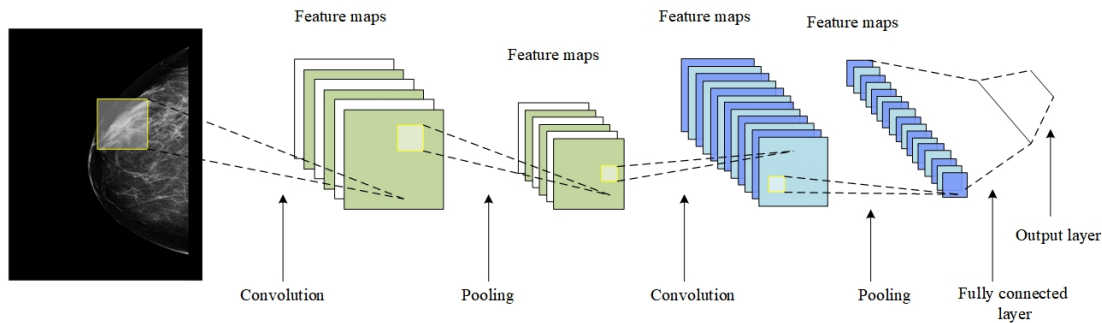 Feature maps
Feature maps
Feature maps
Feature maps
Convolution
Pooling
Convolution
Pooling
Fully connected
layer
Output layer